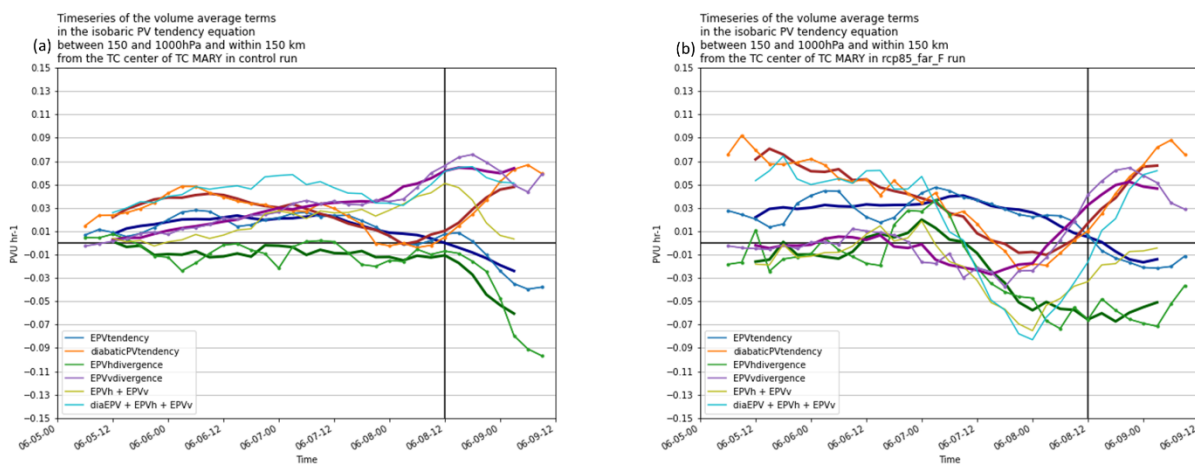 Timeseries of the volume average terms
in the isobaric PV tendency equation
(a) between 150 and 1000hPa and within 150 km
from the TC center of TC MARY in control run
0.15
0.13
0.11
0.09
0.07
0.05
0.03
0.01
−0.01
−0.03
−0.05
−0.07
−0.09
−0.11
−0.13
−0.15
PVU hr-1
EPVtendency
diabaticPVtendency
EPVhdivergence
EPVvdivergence
EPVh + EPVv
diaEPV + EPVh + EPVv
06-05-00
06-05-12
06-06-00
06-06-12
06-07-00
06-07-12
06-08-00
06-08-12
06-09-00
06-09-12
Time
Timeseries of the volume average terms
in the isobaric PV tendency equation
(b) between 150 and 1000hPa and within 150 km
from the TC center of TC MARY in rcp85_far_F run
0.15
0.13
0.11
0.09
0.07
0.05
0.03
0.01
−0.01
−0.03
−0.05
−0.07
−0.09
−0.11
−0.13
−0.15
PVU hr-1
EPVtendency
diabaticPVtendency
EPVhdivergence
EPVvdivergence
EPVh + EPVv
diaEPV + EPVh + EPVv
06-05-00
06-05-12
06-06-00
06-06-12
06-07-00
06-07-12
06-08-00
06-08-12
06-09-00
06-09-12
Time